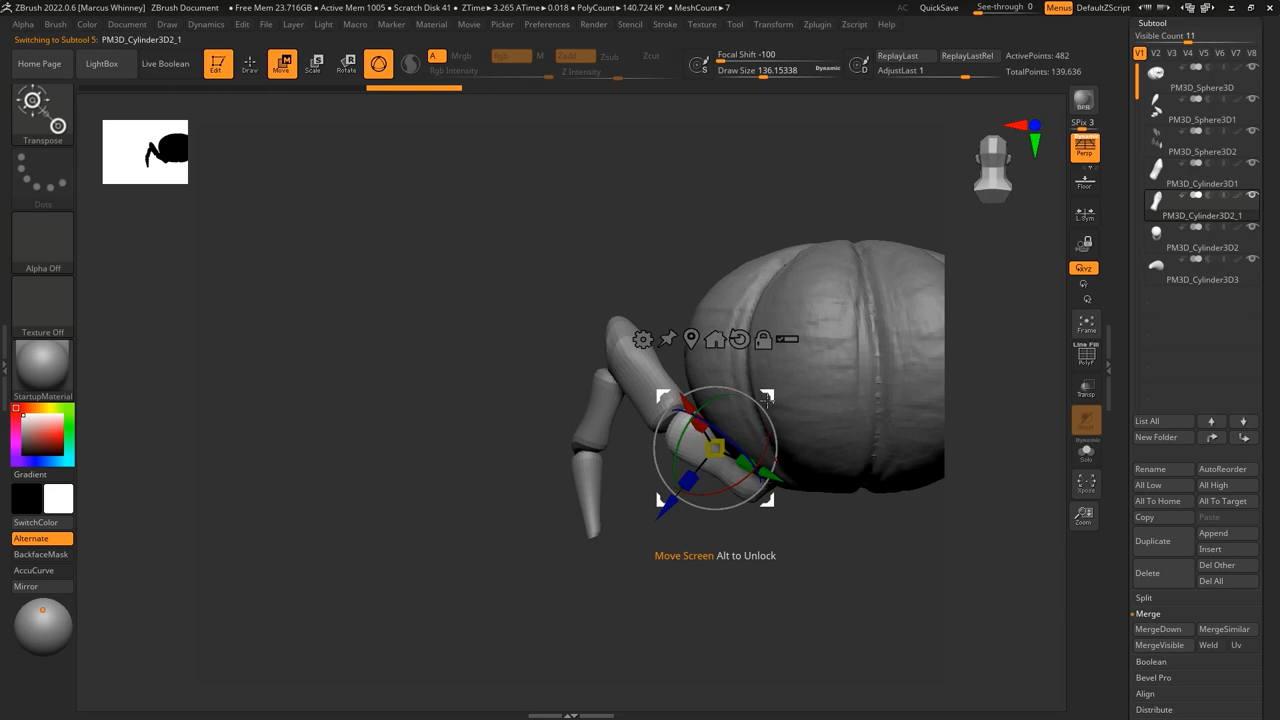 ZBrush 2022.0.6 [Marcus Whinney] ZBrush Document • Free Mem 23.716GB • Active Mem 1005 • Scratch Disk 41 • ZTime▸3.265 ATime▸0.018 • PolyCount▸140.724 KP • MeshCount▸7
AC QuickSave See-through 0 Menus DefaultZScript
Alpha Brush Color Document Draw Dynamics Edit File Layer Light Macro Marker Material Movie Picker Preferences Render Stencil Stroke Texture Tool Transform Zplugin Zscript Help
Switching to Subtool 5: PM3D_Cylinder3D2_1
Home Page LightBox Live Boolean
Edit Draw Move Scale Rotate
A Mrgb Rgb M Zadd Zsub Zcut
Rgb Intensity Z Intensity
Focal Shift -100
Draw Size 136.15338 Dynamic
ReplayLast ReplayLastRel
AdjustLast 1
ActivePoints: 482
TotalPoints: 139,636
Transpose
Dots
Alpha Off
Texture Off
StartupMaterial
Gradient
SwitchColor
Alternate
BackfaceMask
AccuCurve
Mirror
Move Screen Alt to Unlock
BPR
SPix 3
Dynamic
Persp
Floor
L.Sym
XYZ
Frame
Line Fill
PolyF
Transp
Dynamic
Solo
Xpose
Zoom
Subtool
Visible Count 11
V1 V2 V3 V4 V5 V6 V7 V8
PM3D_Sphere3D
PM3D_Sphere3D1
PM3D_Sphere3D2
PM3D_Cylinder3D1
PM3D_Cylinder3D2_1
PM3D_Cylinder3D2
PM3D_Cylinder3D3
List All
New Folder
Rename AutoReorder
All Low All High
All To Home All To Target
Copy Paste
Duplicate Append
Insert
Delete Del Other
Del All
Split
Merge
MergeDown MergeSimilar
MergeVisible Weld Uv
Boolean
Bevel Pro
Align
Distribute